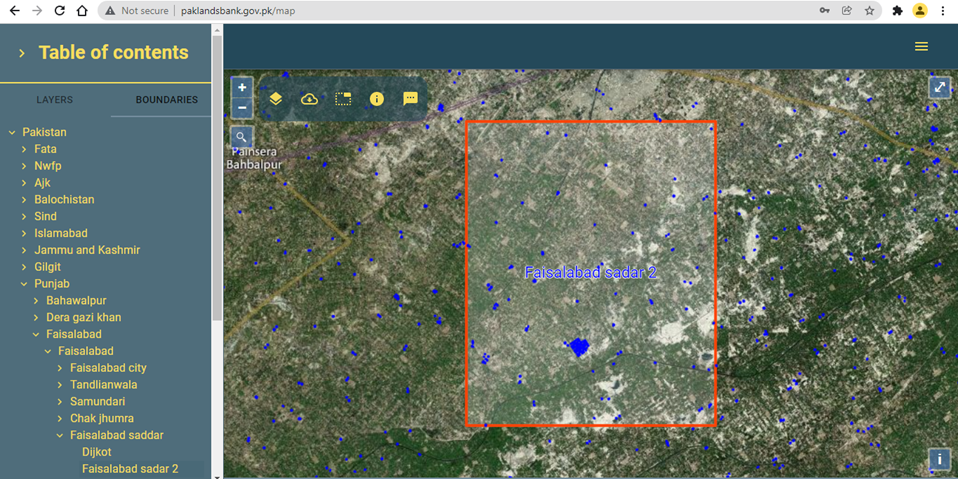 Not secure | paklandsbank.gov.pk/map
Table of contents
LAYERS BOUNDARIES
Pakistan
Fata
Nwfp
Ajk
Balochistan
Sind
Islamabad
Jammu and Kashmir
Gilgit
Punjab
Bahawalpur
Dera gazi khan
Faisalabad
Faisalabad
Faisalabad city
Tandlianwala
Samundari
Chak jhumra
Faisalabad saddar
Dijkot
Faisalabad sadar 2
Painsera
Bahbalpur
Faisalabad sadar 2